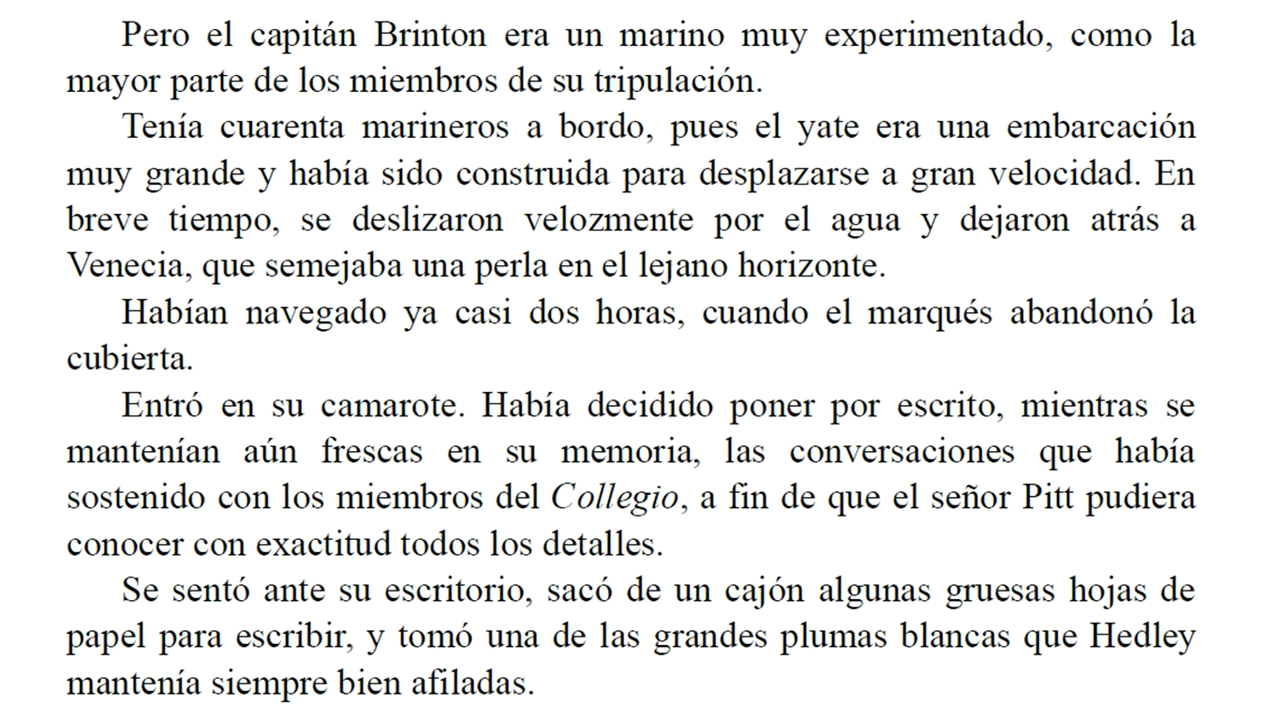 Pero el capitán Brinton era un marino muy experimentado, como la
mayor parte de los miembros de su tripulación.
Tenía cuarenta marineros a bordo, pues el yate era una embarcación
muy grande y había sido construida para desplazarse a gran velocidad. En
breve tiempo, se deslizaron velozmente por el agua y dejaron atrás a
Venecia, que semejaba una perla en el lejano horizonte.
Habían navegado ya casi dos horas, cuando el marqués abandonó la
cubierta.
Entró en su camarote. Había decidido poner por escrito, mientras se
mantenían aún frescas en su memoria, las conversaciones que había
sostenido con los miembros del Collegio, a fin de que el señor Pitt pudiera
conocer con exactitud todos los detalles.
Se sentó ante su escritorio, sacó de un cajón algunas gruesas hojas de
papel para escribir, y tomó una de las grandes plumas blancas que Hedley
mantenía siempre bien afiladas.